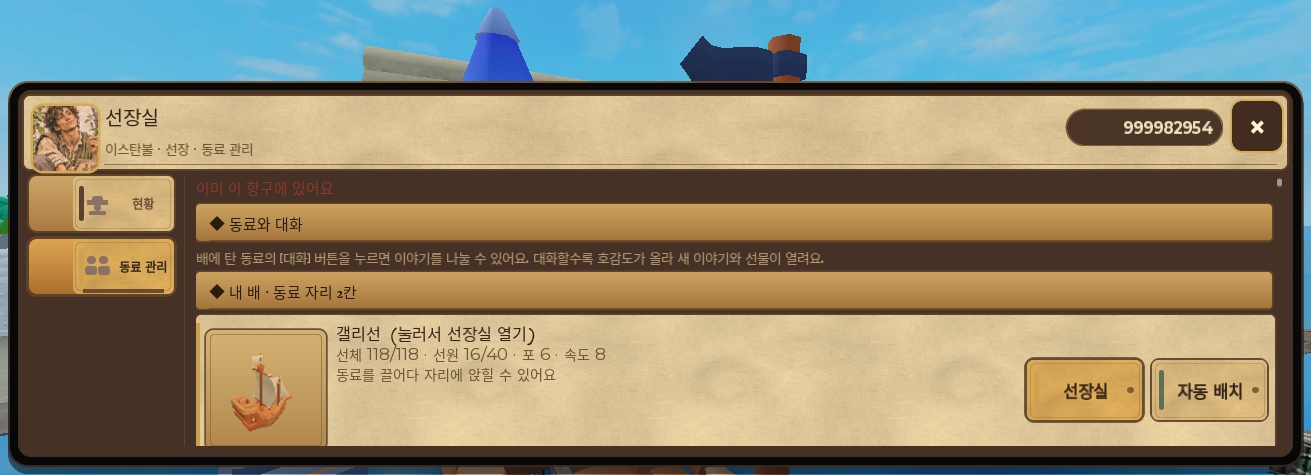 선장실
이스탄불 · 선장 · 동료 관리
999982954
현황
동료 관리
이미 이 항구에 있어요
◆ 동료와 대화
배에 탄 동료의 [대화] 버튼을 누르면 이야기를 나눌 수 있어요. 대화할수록 호감도가 올라 새 이야기와 선물이 열려요.
◆ 내 배 · 동료 자리 2칸
갤리선 (눌러서 선장실 열기)
선체 118/118 · 선원 16/40 · 포 6 · 속도 8
동료를 끌어다 자리에 앉힐 수 있어요
선장실
자동 배치